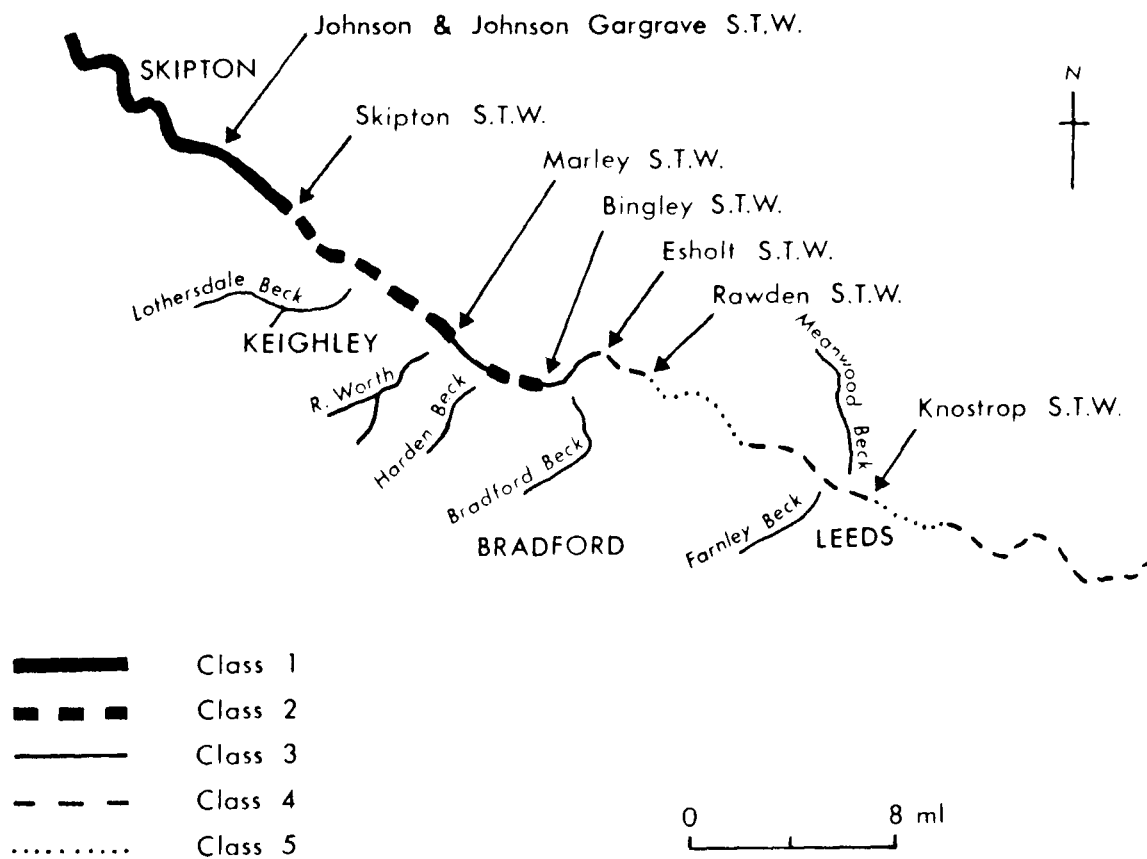 Johnson & Johnson Gargrave S.T.W.
SKIPTON
N
Skipton S.T.W.
Marley S.T.W.
Bingley S.T.W.
Esholt S.T.W.
Rawden S.T.W.
Lothersdale Beck
KEIGHLEY
Meanwood Beck
R. Worth
Harden Beck
Knostrop S.T.W.
Bradford Beck
BRADFORD
Farnley Beck
LEEDS
Class 1
Class 2
Class 3
Class 4
Class 5
0 8 ml